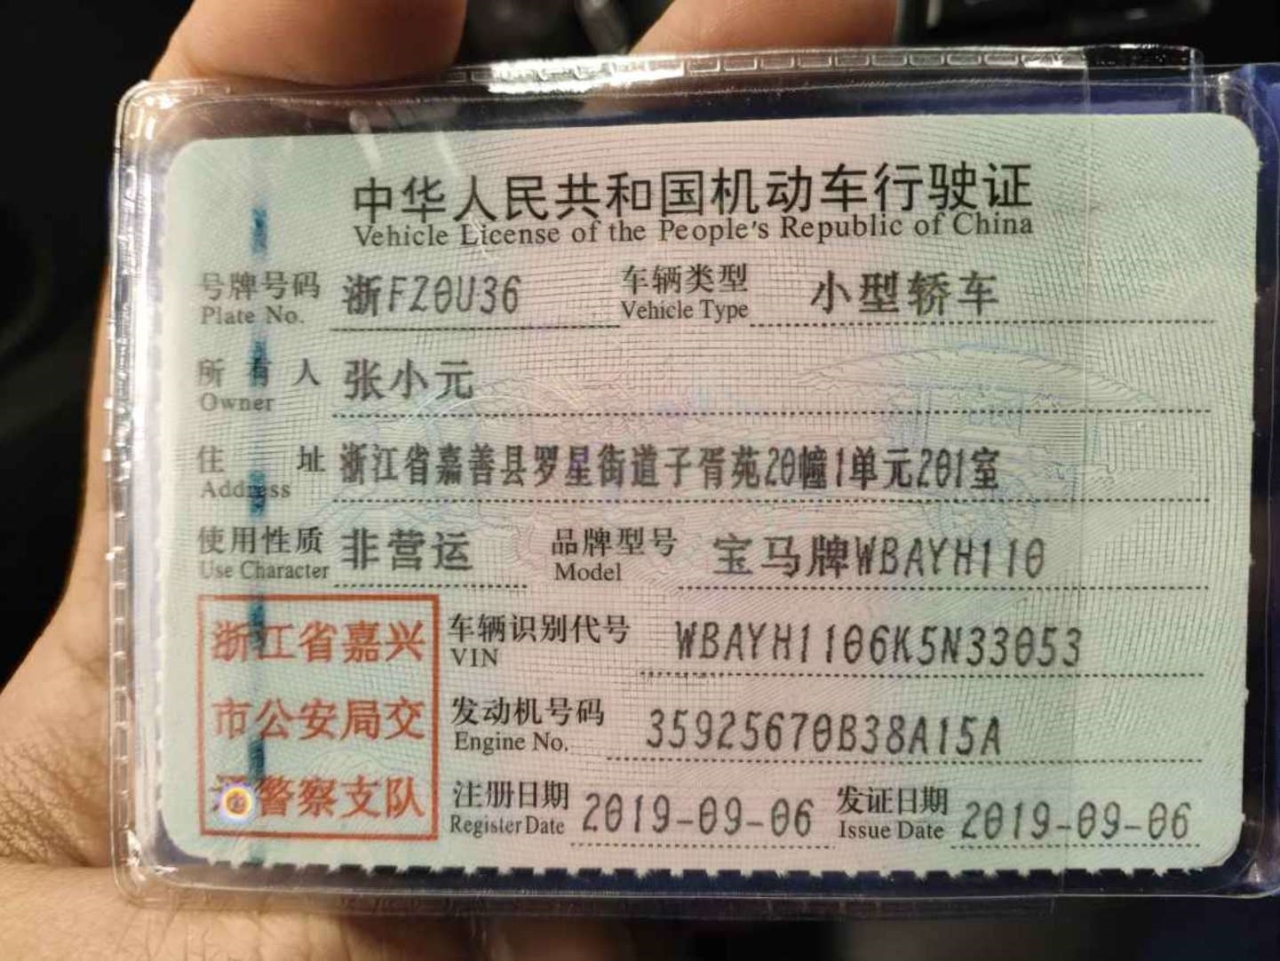 中华人民共和国机动车行驶证
Vehicle License of the People's Republic of China
号牌号码 浙FZ0U36 车辆类型 小型轿车
Plate No. Vehicle Type
所有人 张小元
Owner
住址 浙江省嘉善县罗星街道子胥苑20幢1单元201室
Address
使用性质 非营运 品牌型号 宝马牌WBAYH110
Use Character Model
浙江省嘉兴
市公安局交
通警察支队
车辆识别代号 WBAYH1106K5N33053
VIN
发动机号码 35925670B38A15A
Engine No.
注册日期 2019-09-06 发证日期 2019-09-06
Register Date Issue Date